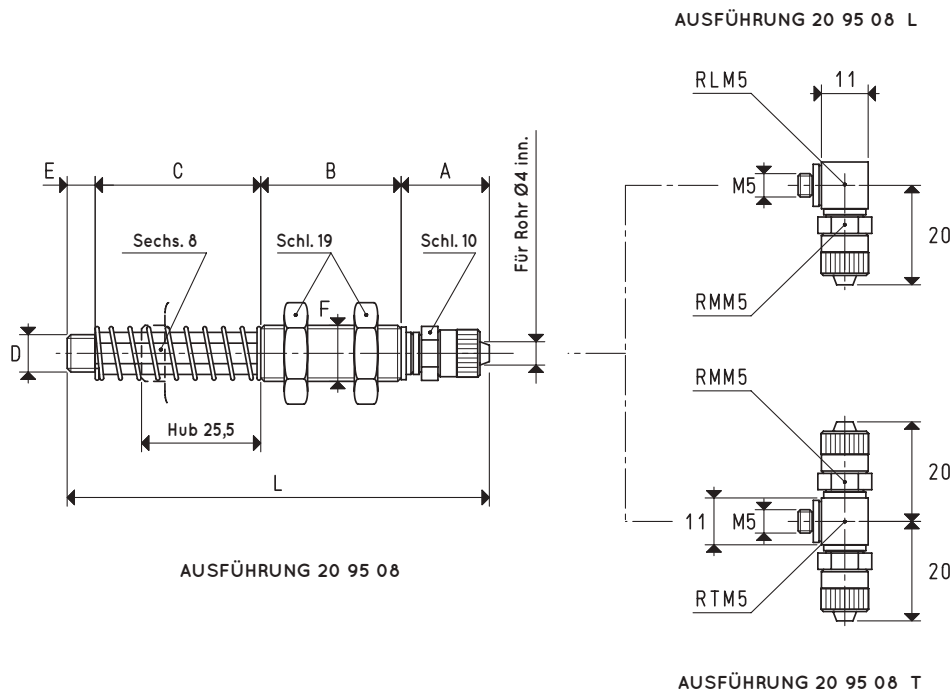 AUSFÜHRUNG 20 95 08 L
RLM5
11
M5
20
RMM5
E
C
B
A
Für Rohr Ø4 inn.
Sechs. 8
Schl. 19
Schl. 10
F
D
Hub 25,5
L
AUSFÜHRUNG 20 95 08
RMM5
20
11
M5
20
RTM5
AUSFÜHRUNG 20 95 08 T